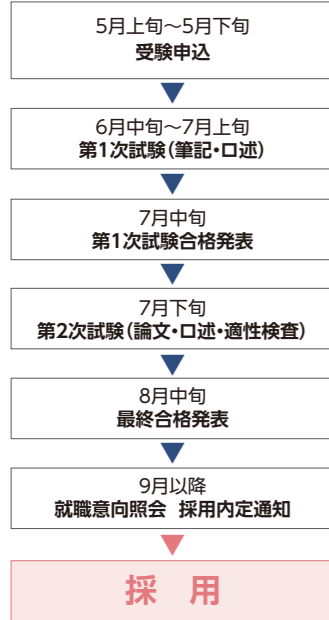 5月上旬～5月下旬
受験申込
6月中旬～7月上旬
第1次試験（筆記・口述）
7月中旬
第1次試験合格発表
7月下旬
第2次試験（論文・口述・適性検査）
8月中旬
最終合格発表
9月以降
就職意向照会　採用内定通知
採　用